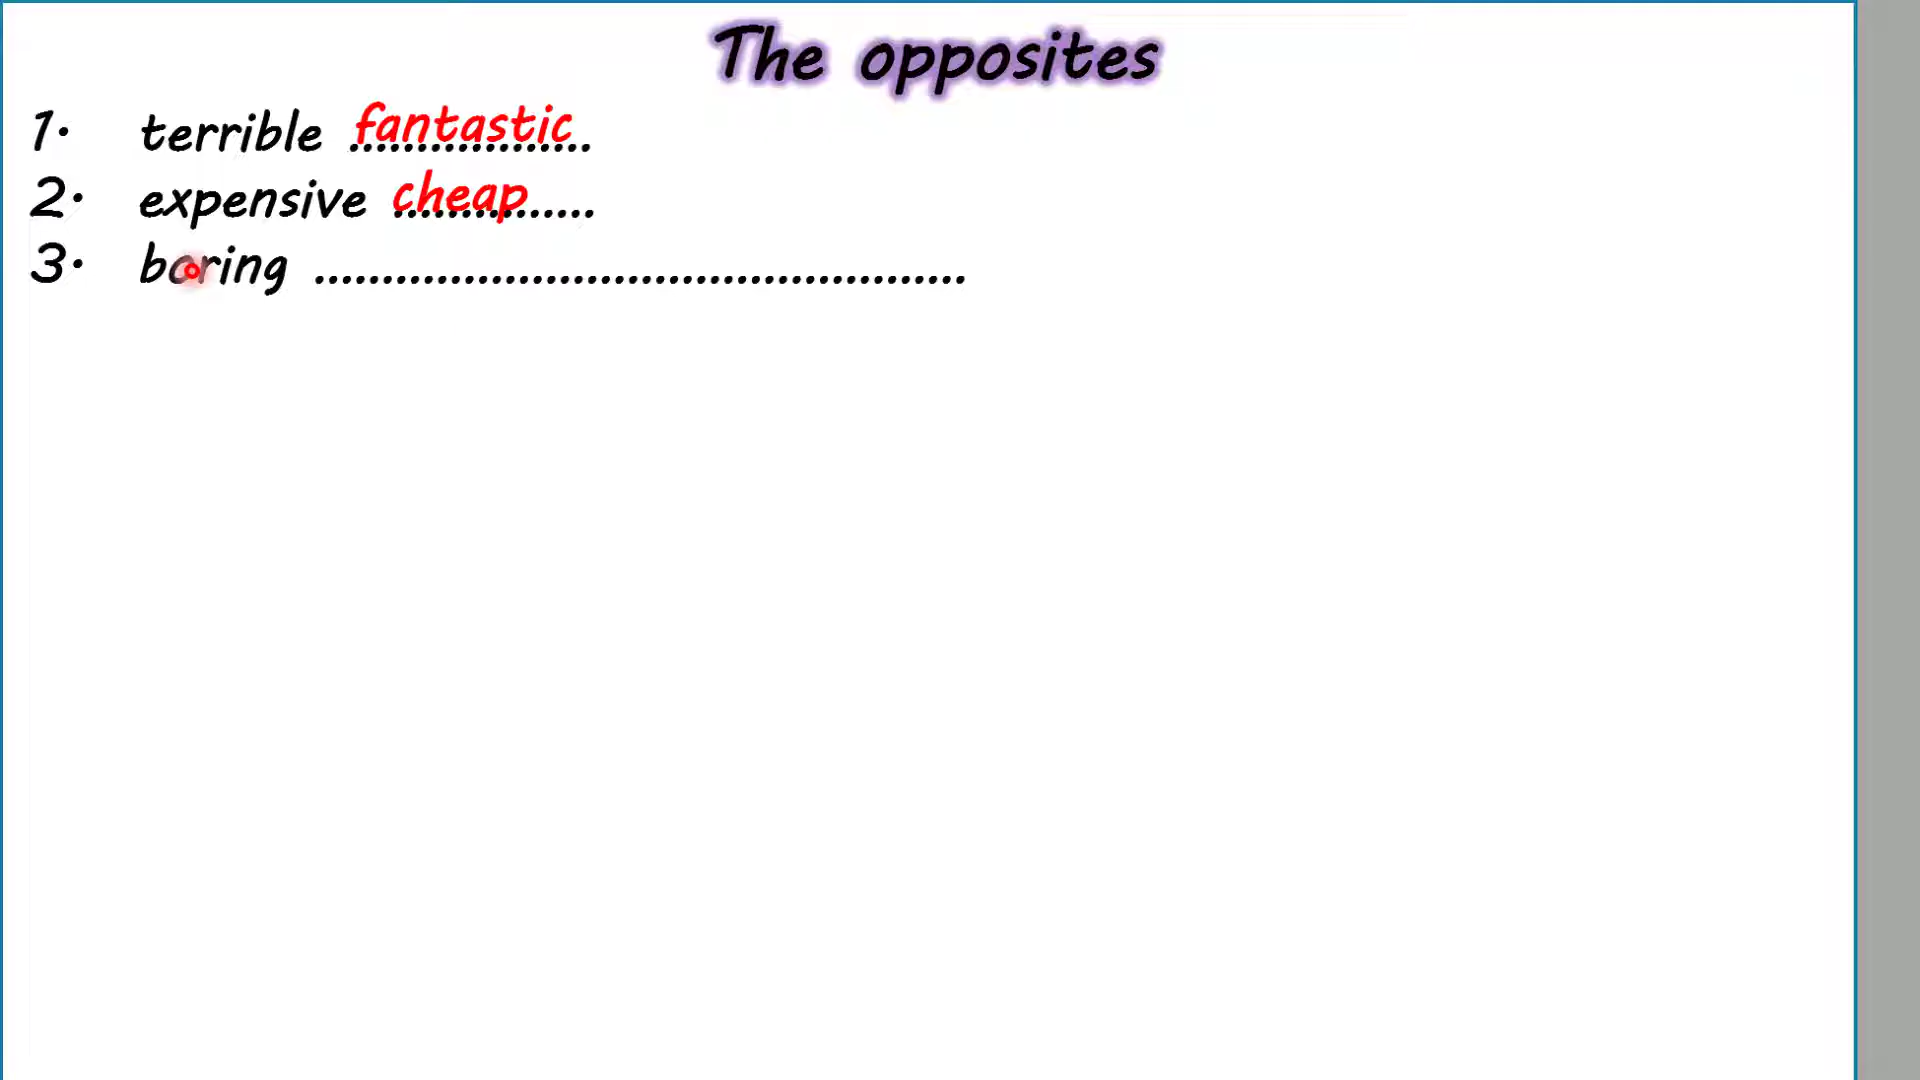 The opposites
1. terrible fantastic..................
2. expensive cheap...............
3. boring ................................................